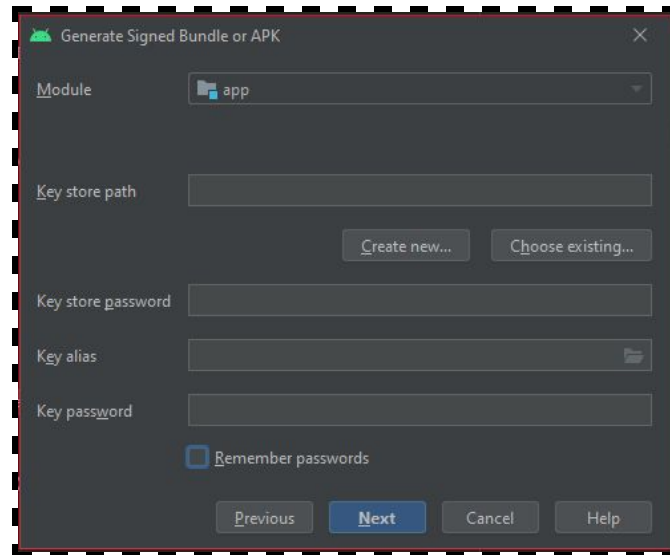 Generate Signed Bundle or APK
Module
app
Key store path
Create new... Choose existing...
Key store password
Key alias
Key password
Remember passwords
Previous Next Cancel Help